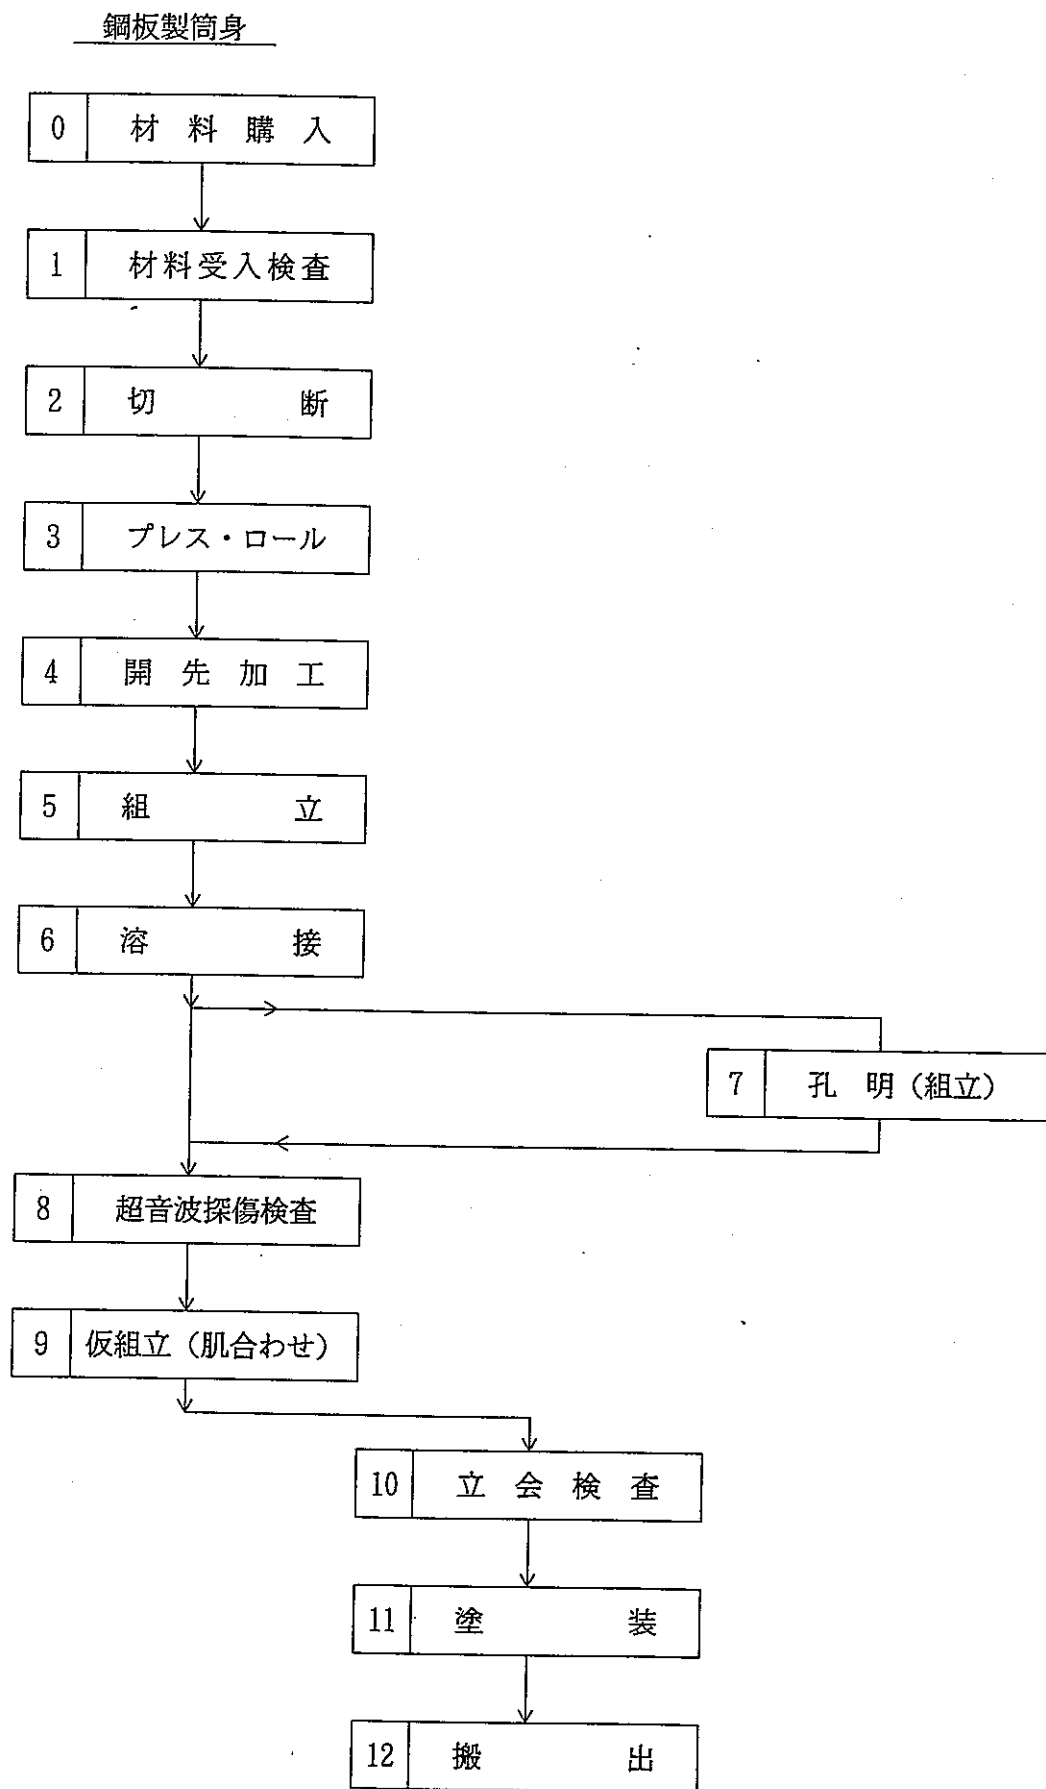 鋼板製筒身
0 材料購入
1 材料受入検査
2 切断
3 プレス・ロール
4 開先加工
5 組立
6 溶接
7 孔明(組立)
8 超音波探傷検査
9 仮組立(肌合わせ)
10 立会検査
11 塗装
12 搬出